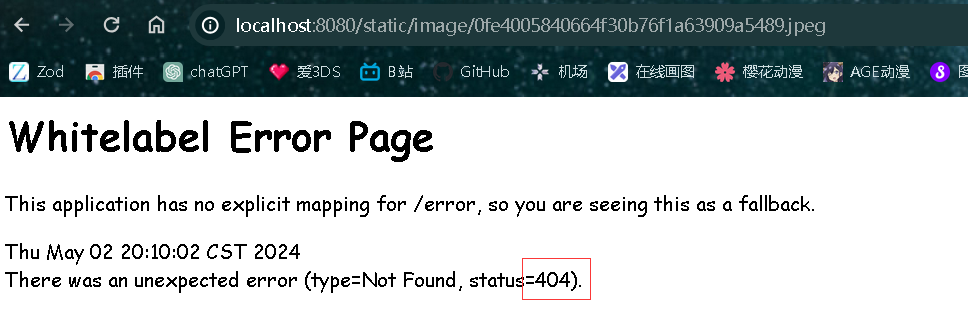 localhost:8080/static/image/0fe4005840664f30b76f1a63909a5489.jpeg
Zod 插件 chatGPT 爱3DS B站 GitHub 机场 在线画图 樱花动漫 AGE动漫
Whitelabel Error Page
This application has no explicit mapping for /error, so you are seeing this as a fallback.
Thu May 02 20:10:02 CST 2024
There was an unexpected error (type=Not Found, status=404).